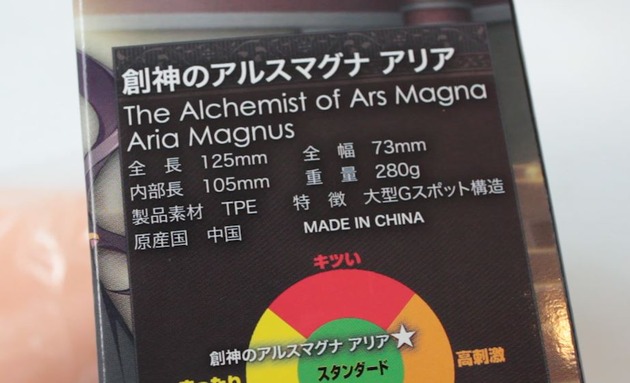 創神のアルスマグナ アリア
The Alchemist of Ars Magna
Aria Magnus
全 長 125mm 全 幅 73mm
内部長 105mm 重 量 280g
製品素材 TPE 特 徴 大型Gスポット構造
原産国 中国 MADE IN CHINA
キツい
創神のアルスマグナ アリア★
スタンダード
高刺激